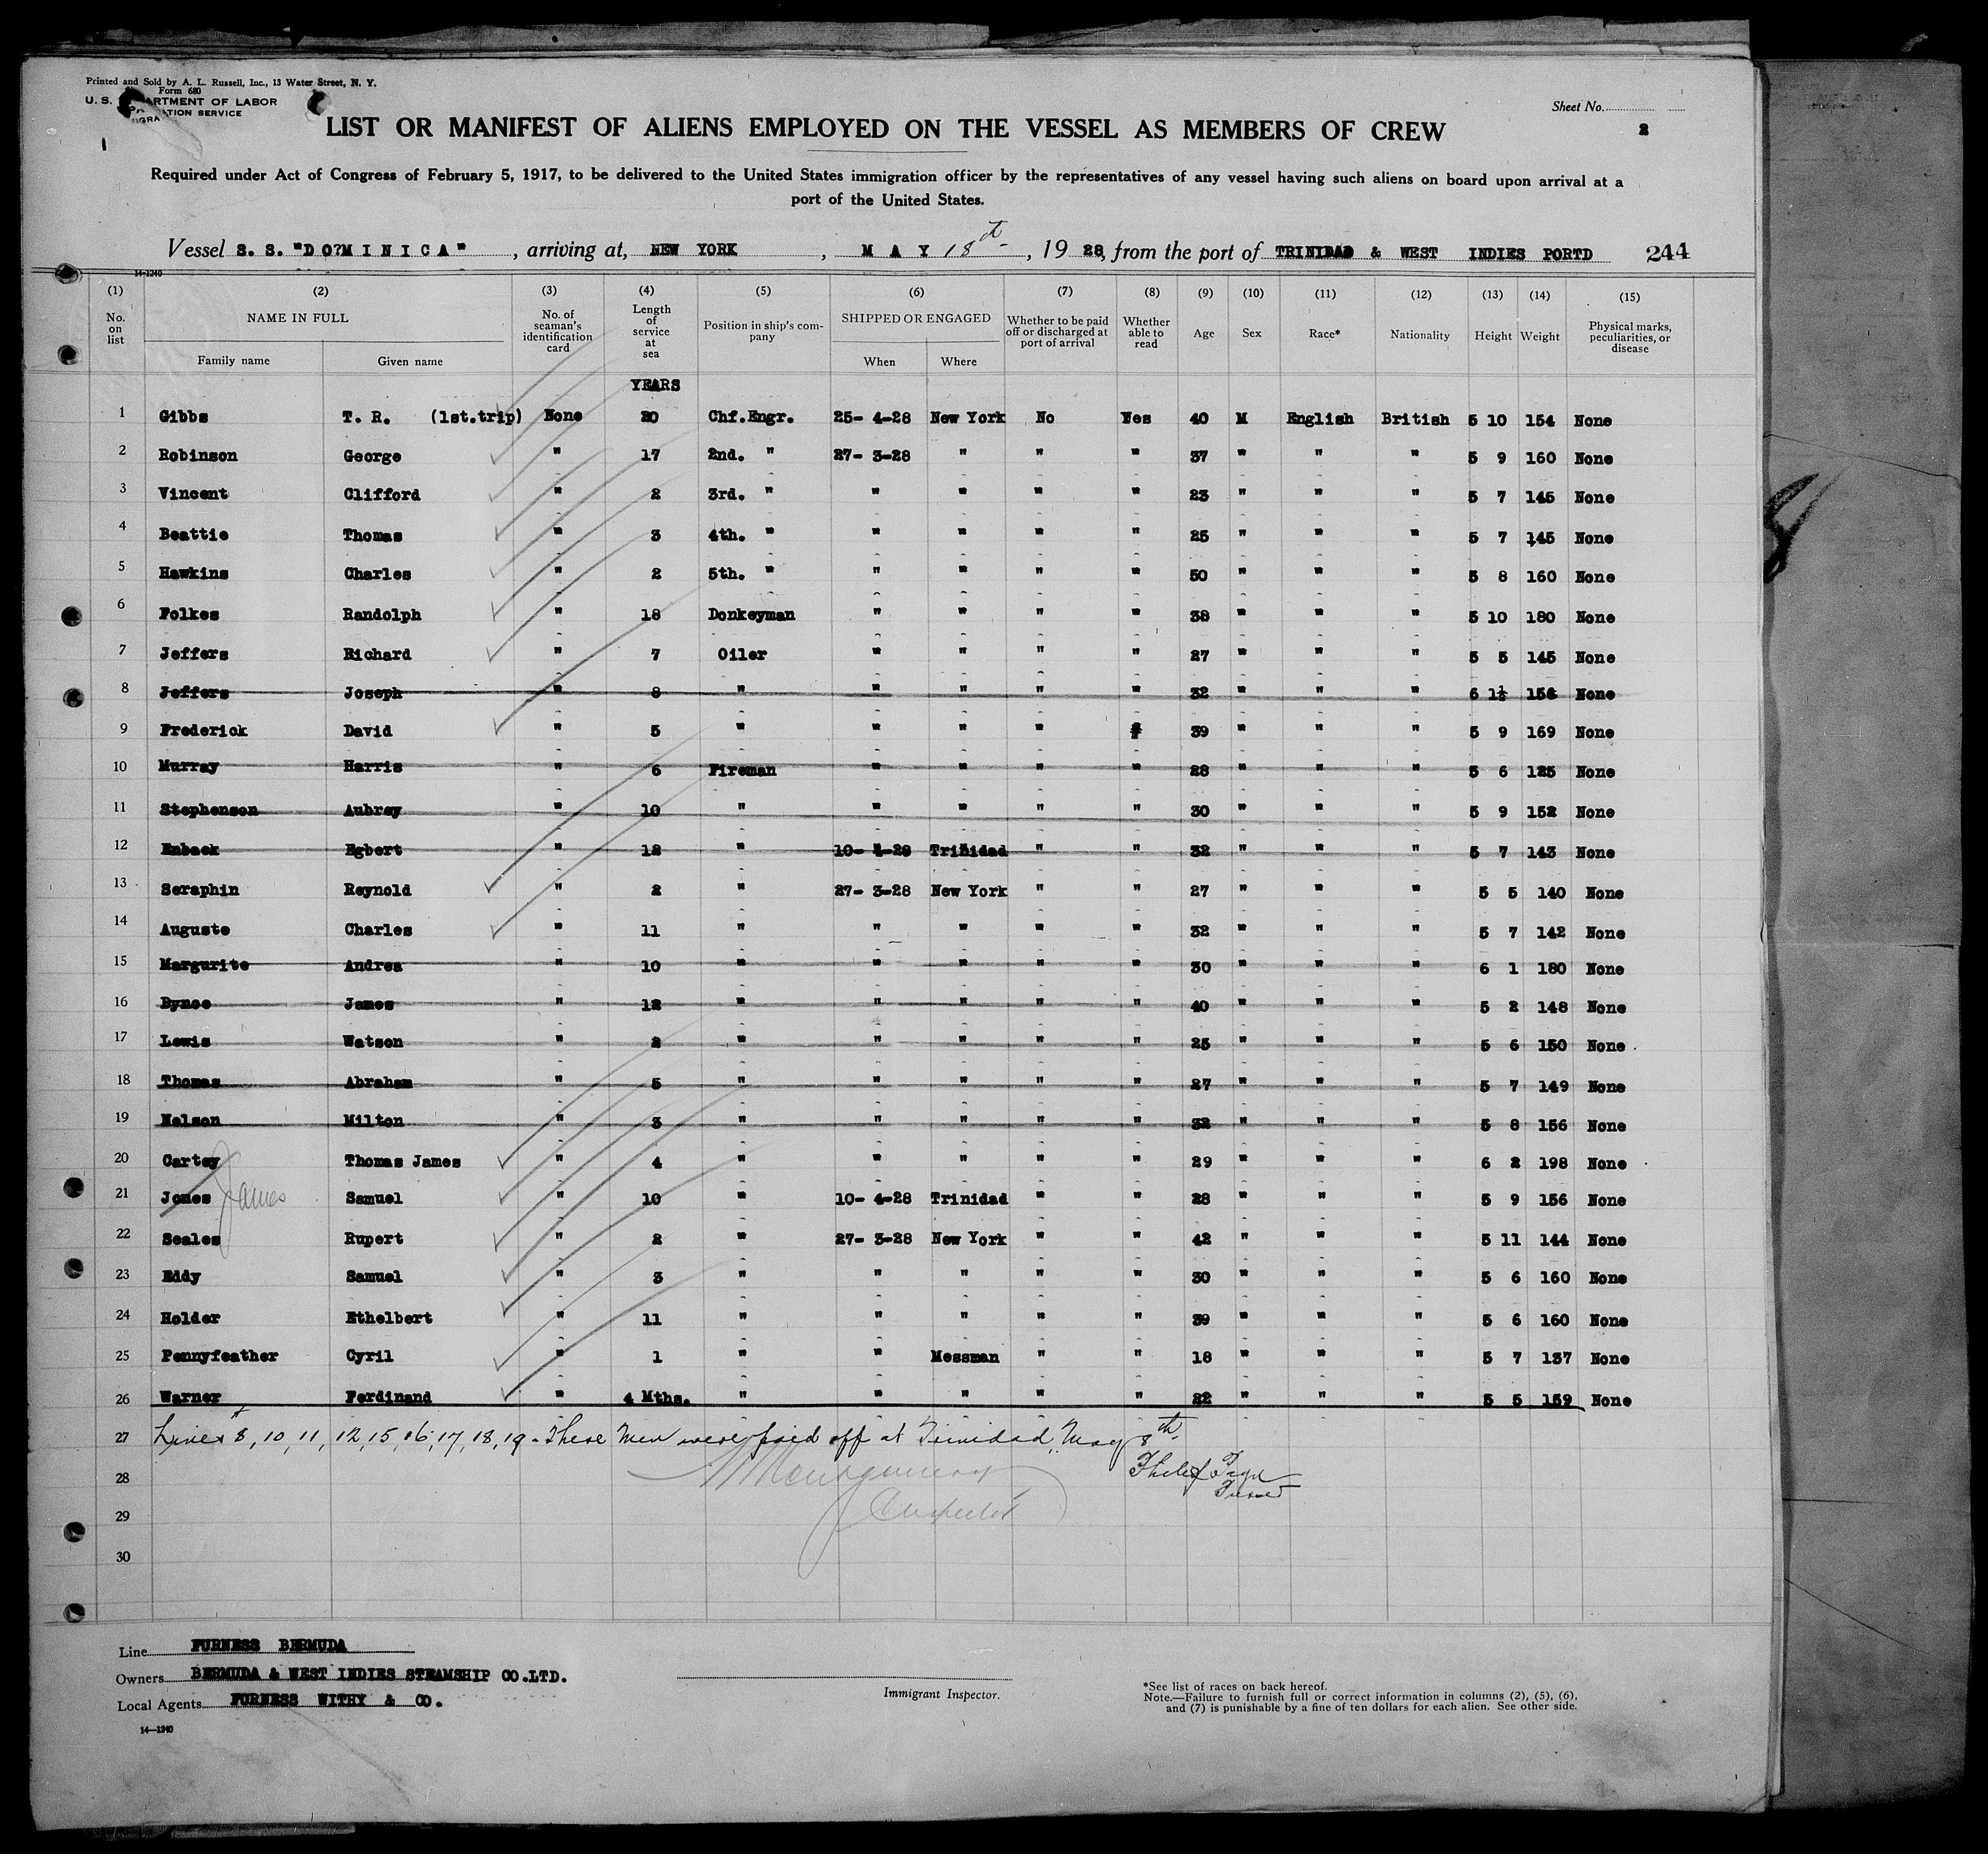 Printed and Sold by A. L. Russell, Inc., 13 Water Street, N. Y.
Form 680
U. S. ARTMENT OF LABOR
TION SERVICE
Sheet No.
2
1
LIST OR MANIFEST OF ALIENS EMPLOYED ON THE VESSEL AS MEMBERS OF CREW
Required under Act of Congress of February 5, 1917, to be delivered to the United States immigration officer by the representatives of any vessel having such aliens on board upon arrival at a
port of the United States.
Vessel S. S. "DO?MINICA", arriving at, NEW YORK, MAY 18th, 1928, from the port of TRINIDAD & WEST INDIES PORTD 244
14-1240
(1) (2) (3) (4) (5) (6) (7) (8) (9) (10) (11) (12) (13) (14) (15)
No. on list NAME IN FULL No. of seaman's identification card Length of service at sea Position in ship's company SHIPPED OR ENGAGED Whether to be paid off or discharged at port of arrival Whether able to read Age Sex Race* Nationality Height Weight Physical marks, peculiarities, or disease
Family name Given name When Where
YEARS
1 Gibbs T. R. (1st.trip) None 20 Chf.Engr. 25- 4-28 New York No Yes 40 M English British 5 10 154 None
2 Robinson George " 17 2nd. " 27- 3-28 " " " 37 " " " 5 9 160 None
3 Vincent Clifford " 2 3rd. " " " " " 23 " " " 5 7 145 None
4 Beattie Thomas " 3 4th. " " " " " 25 " " " 5 7 145 None
5 Hawkins Charles " 2 5th. " " " " " 50 " " " 5 8 160 None
6 Folkes Randolph " 18 Donkeyman " " " " 38 " " " 5 10 180 None
7 Jeffers Richard " 7 Oiler " " " " 27 " " " 5 5 145 None
8 Jeffers Joseph " 8 " " " " " 32 " " " 6 1½ 156 None
9 Frederick David " 5 " " " " 39 " " " 5 9 169 None
10 Murray Harris " 6 Fireman " " " " 28 " " " 5 6 125 None
11 Stephenson Aubrey " 10 " " " " " 30 " " " 5 9 152 None
12 Enback Egbert " 12 " 10- 4-28 Trinidad " " 32 " " " 5 7 143 None
13 Seraphin Reynold " 2 " 27- 3-28 New York " " 27 " " " 5 5 140 None
14 Auguste Charles " 11 " " " " " 32 " " " 5 7 142 None
15 Margurite Andrea " 10 " " " " " 30 " " " 6 1 180 None
16 Bynoe James " 12 " " " " " 40 " " " 5 2 148 None
17 Lewis Watson " 2 " " " " " 25 " " " 5 6 150 None
18 Thomas Abraham " 5 " " " " " 27 " " " 5 7 149 None
19 Nelson Milton " 3 " " " " " 32 " " " 5 8 156 None
20 Cartey Thomas James " 4 " " " " " 29 " " " 6 2 198 None
21 Jones James Samuel " 10 " 10- 4-28 Trinidad " " 28 " " " 5 9 156 None
22 Seales Rupert " 2 " 27- 3-28 New York " " 42 " " " 5 11 144 None
23 Eddy Samuel " 3 " " " " " 30 " " " 5 6 160 None
24 Holder Ethelbert " 11 " " " " " 39 " " " 5 6 160 None
25 Pennyfeather Cyril " 1 " " Messman " " 18 " " " 5 7 137 None
26 Warner Ferdinand " 4 Mths. " " " " " 22 " " " 5 5 159 None
27 Lines 8, 10, 11, 12, 15, 16, 17, 18, 19 - These Men were paid off at Trinidad, May 8th
28 Montgomery Philip
29 Inspector
30
Line FURNESS BERMUDA
Owners BERMUDA & WEST INDIES STEAMSHIP CO.LTD.
Local Agents FURNESS WITHY & CO.
Immigrant Inspector.
*See list of races on back hereof.
Note.—Failure to furnish full or correct information in columns (2), (5), (6),
and (7) is punishable by a fine of ten dollars for each alien. See other side.
14—1240